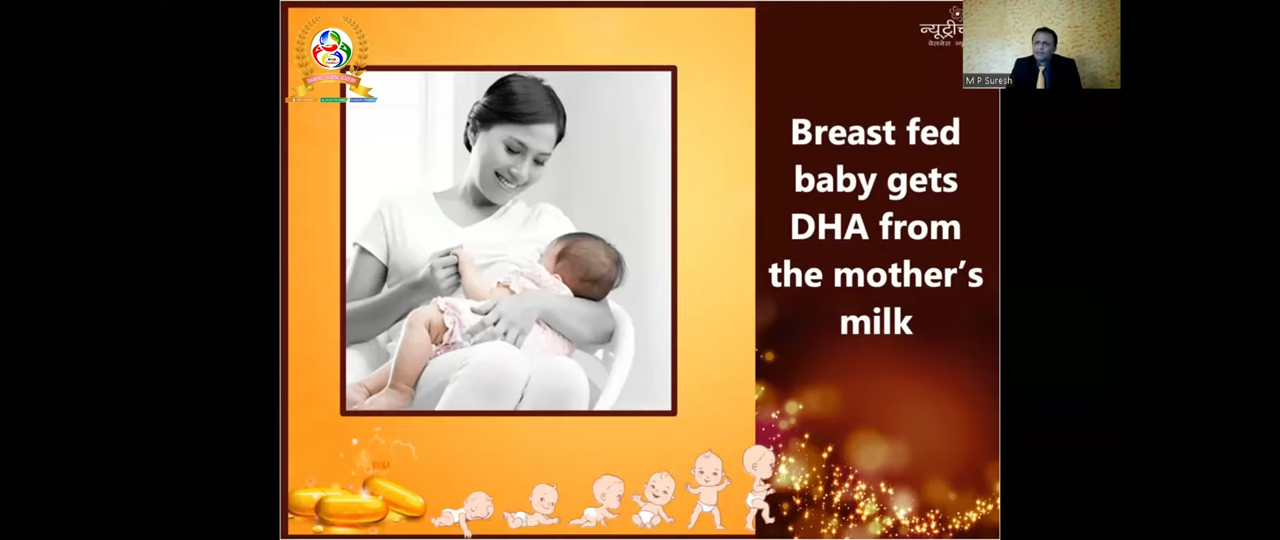 M P Suresh
Breast fed
baby gets
DHA from
the mother's
milk